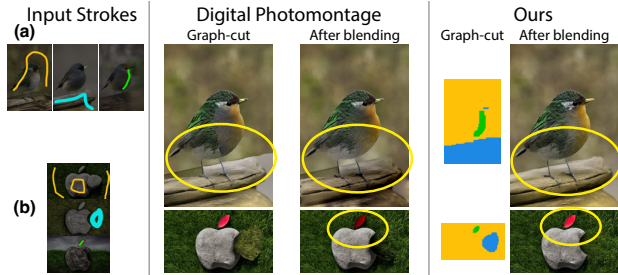 Input Strokes
Digital Photomontage
Ours
Graph-cut
After blending
Graph-cut
After blending
(a)
(b)